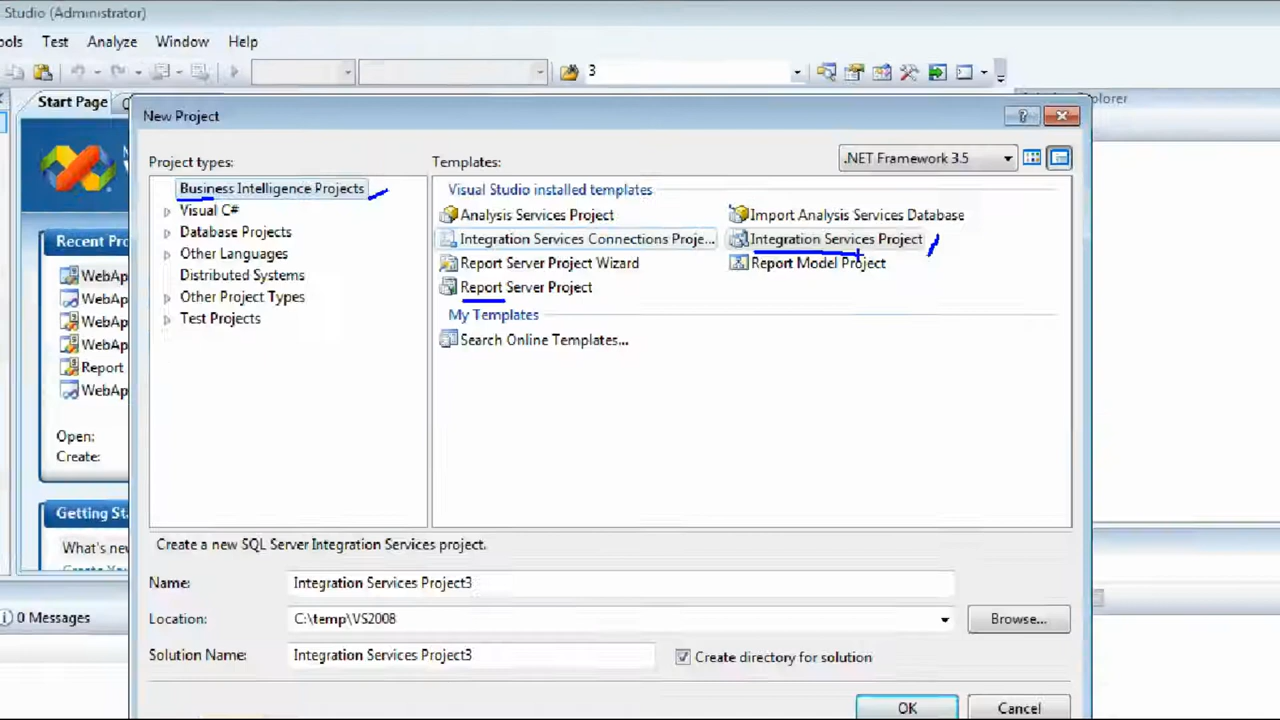 Studio (Administrator)
ools Test Analyze Window Help
3
Start Page
Explorer
New Project
Project types:
Templates:
.NET Framework 3.5
Business Intelligence Projects
Visual C#
Database Projects
Other Languages
Distributed Systems
Other Project Types
Test Projects
Visual Studio installed templates
Analysis Services Project
Import Analysis Services Database
Integration Services Connections Proje...
Integration Services Project
Report Server Project Wizard
Report Model Project
Report Server Project
My Templates
Search Online Templates...
Recent Pro
WebAp
WebAp
WebAp
WebAp
Report
WebAp
Open:
Create:
Getting Sta
What's new
Create You
0 Messages
Create a new SQL Server Integration Services project.
Name:
Integration Services Project3
Location:
C:\temp\VS2008
Browse...
Solution Name:
Integration Services Project3
Create directory for solution
OK
Cancel